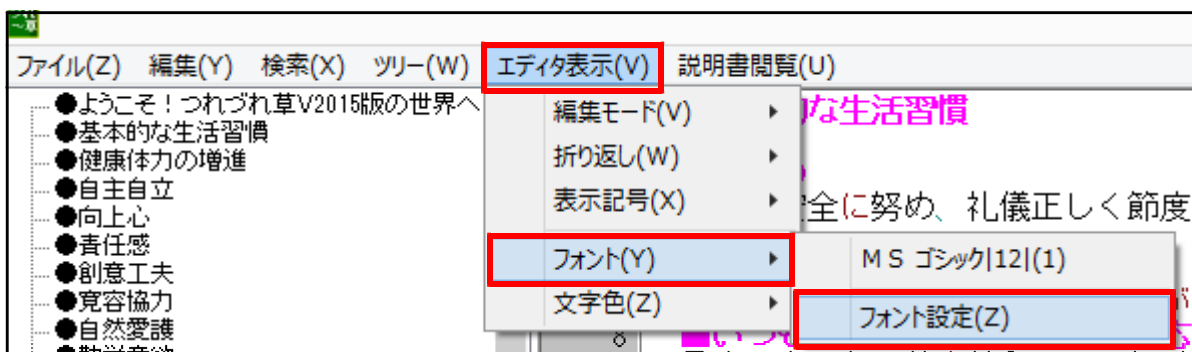 ファイル(Z) 編集(Y) 検索(X) ツリー(W) エディタ表示(V) 説明書閲覧(U)
●ようこそ!つれづれ草V2015版の世界へ
●基本的な生活習慣
●健康体力の増進
●自主自立
●向上心
●責任感
●創意工夫
●寛容協力
●自然愛護
編集モード(V)
折り返し(W)
表示記号(X)
フォント(Y)
文字色(Z)
な生活習慣
全に努め、礼儀正しく節度
MS ゴシック|12|(1)
フォント設定(Z)
8